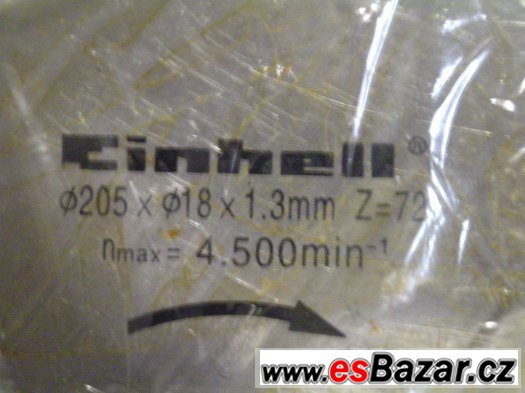 Einhell®
ϕ205 x ϕ18 x 1.3mm Z=72
nmax= 4.500min⁻¹
www.esBazar.cz